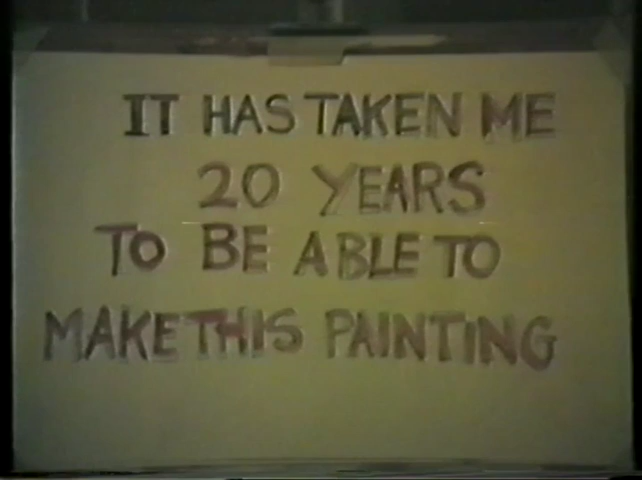 IT HAS TAKEN ME
20 YEARS
TO BE ABLE TO
MAKE THIS PAINTING